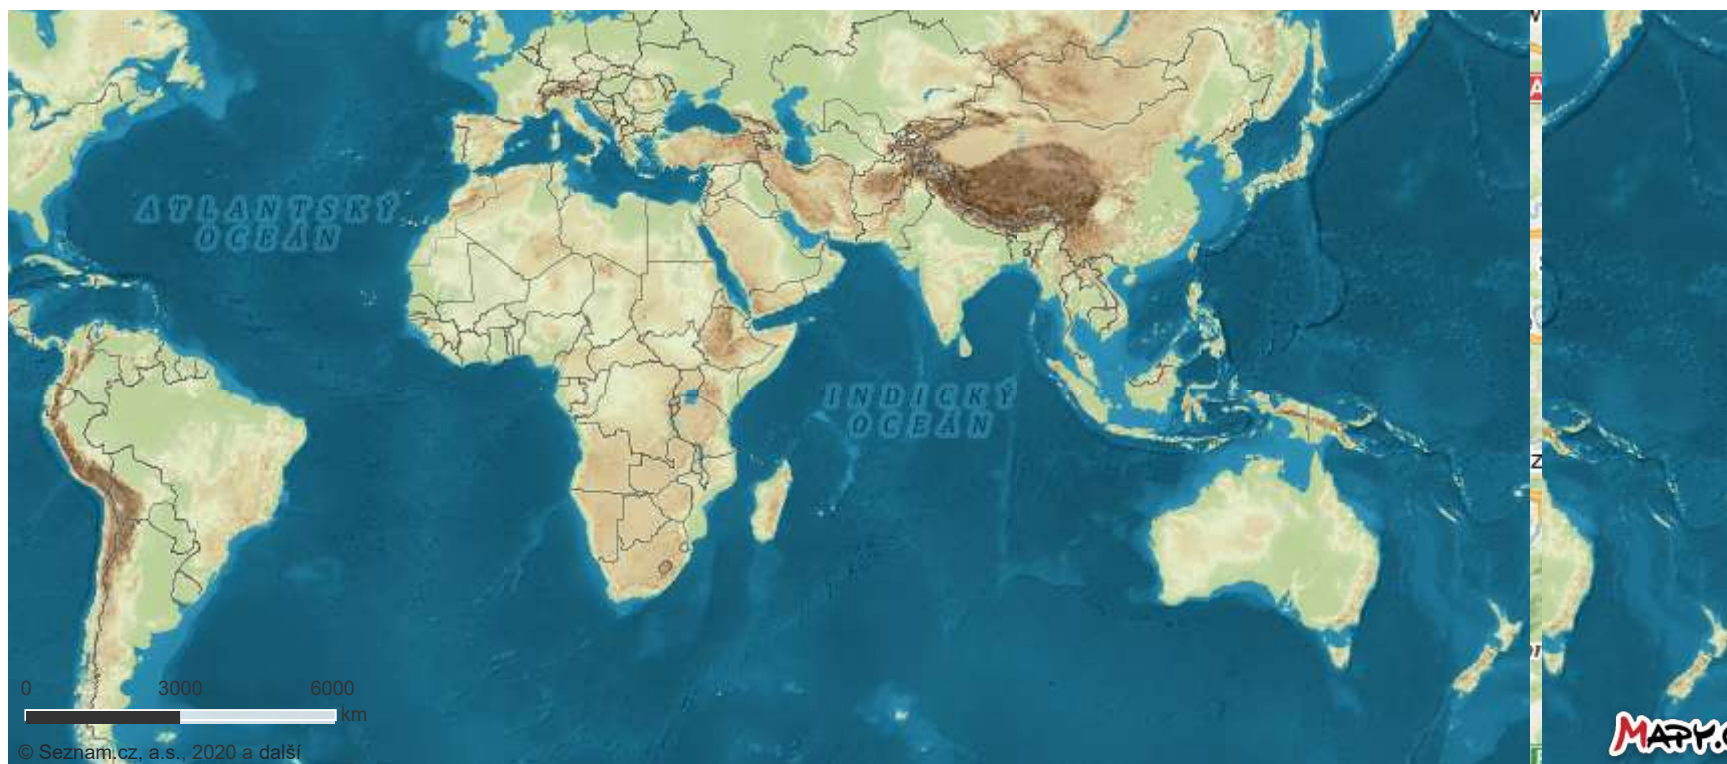 ATLANTSKÝ
OCEÁN
INDICKÝ
OCEÁN
0 3000 6000
km
© Seznam.cz, a.s., 2020 a další